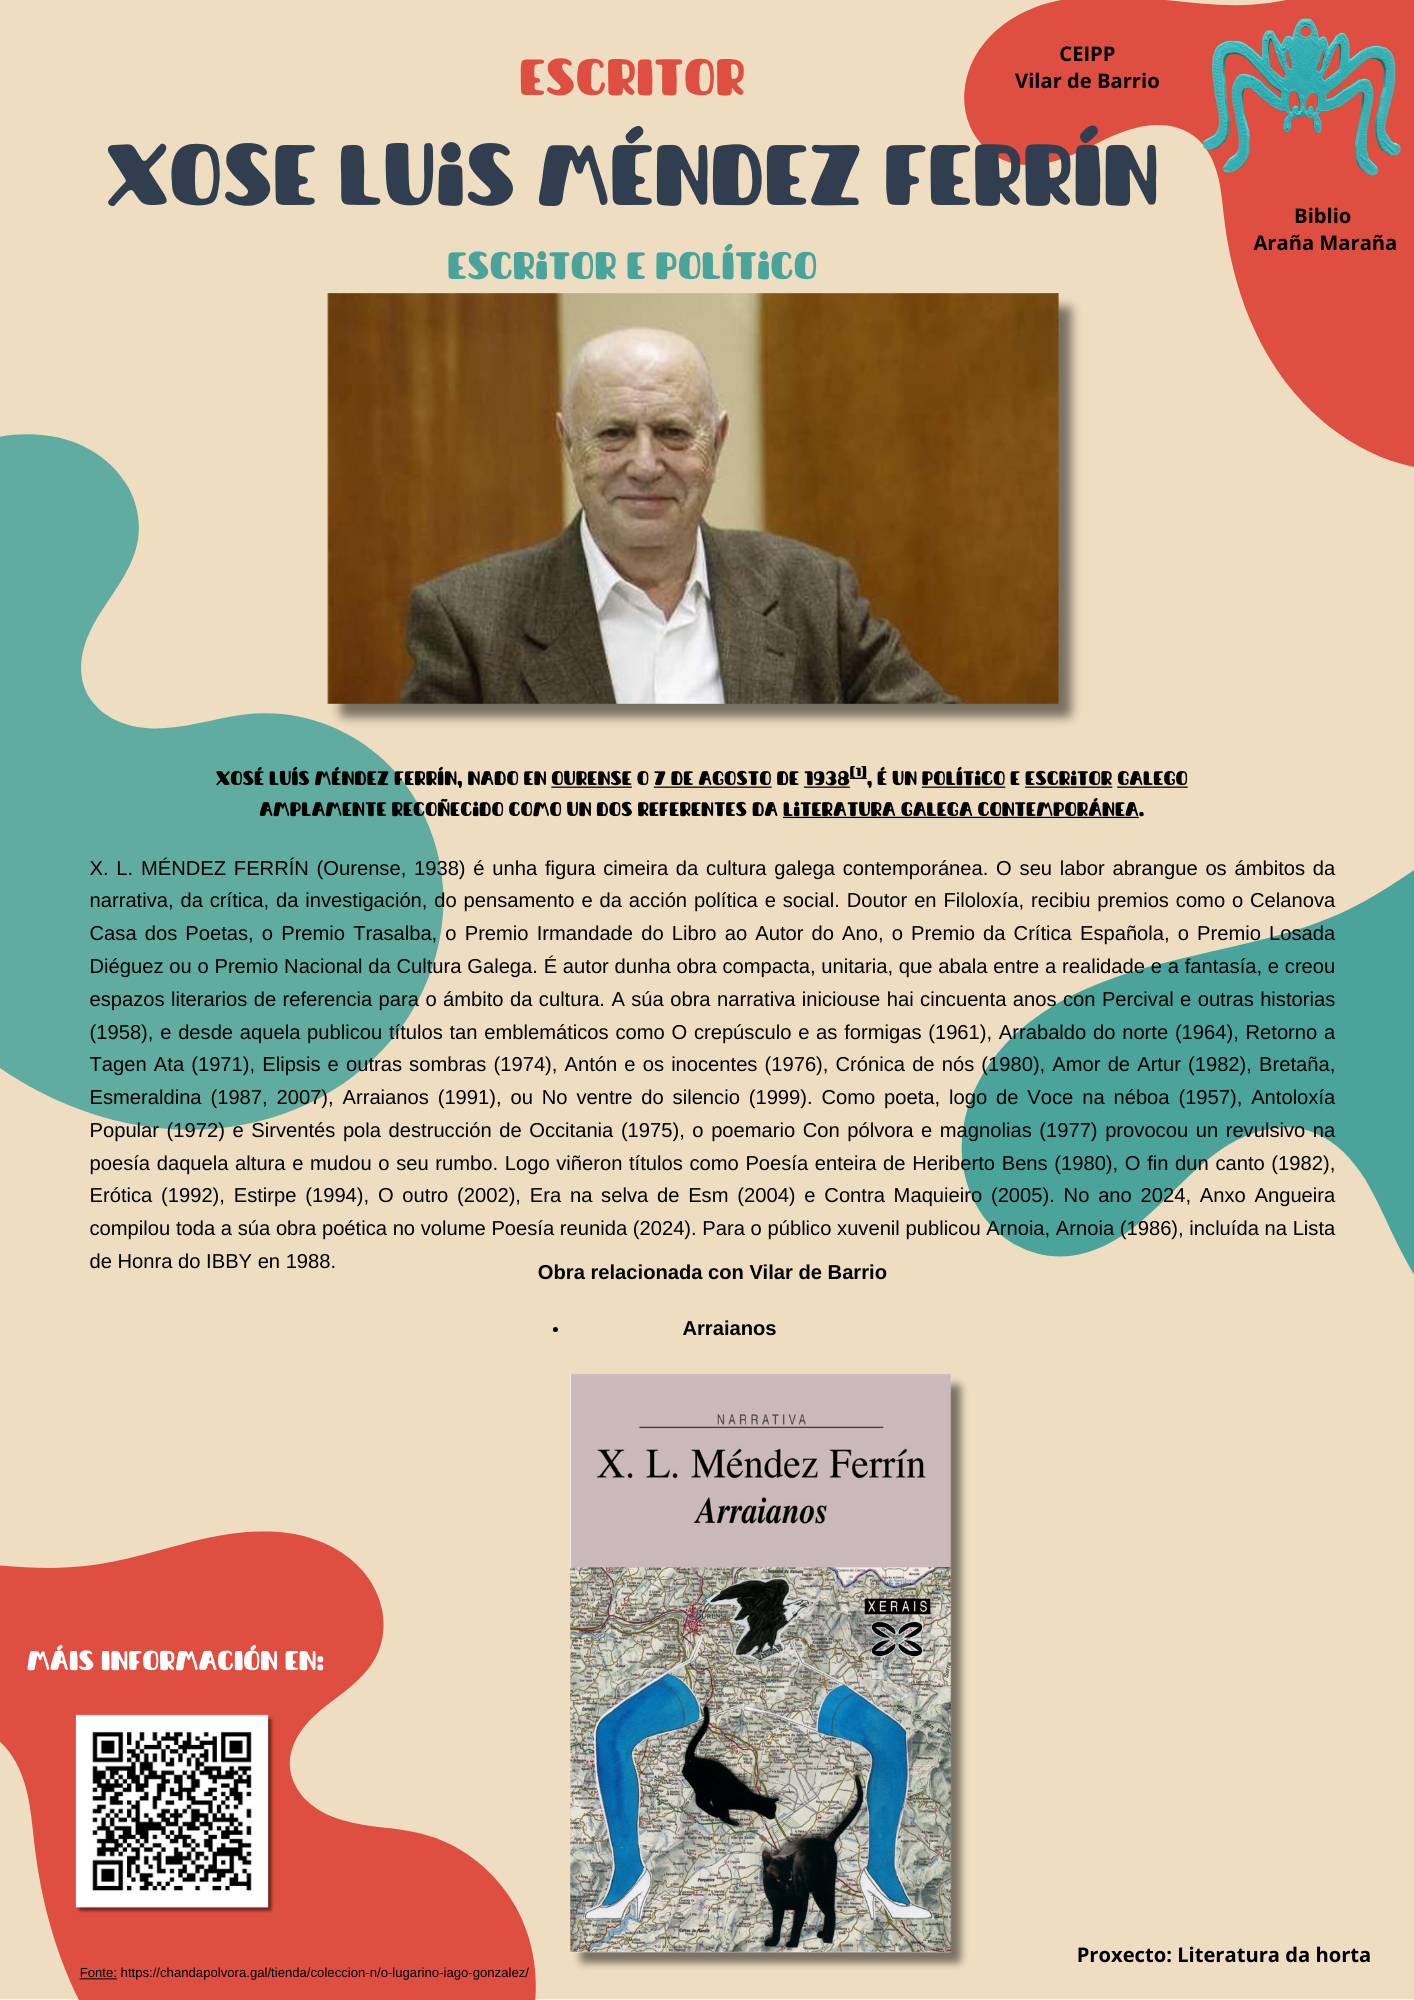 CEIPP
Vilar de Barrio
ESCRITOR
XOSE LUIS MÉNDEZ FERRÍN
Biblio
Araña Maraña
ESCRITOR E POLÍTICO
XOSÉ LUÍS MÉNDEZ FERRÍN, NADO EN OURENSE O 7 DE AGOSTO DE 1938[1], É UN POLÍTICO E ESCRITOR GALEGO
AMPLAMENTE RECOÑECIDO COMO UN DOS REFERENTES DA LITERATURA GALEGA CONTEMPORÁNEA.
X. L. MÉNDEZ FERRÍN (Ourense, 1938) é unha figura cimeira da cultura galega contemporánea. O seu labor abrangue os ámbitos da
narrativa, da crítica, da investigación, do pensamento e da acción política e social. Doutor en Filoloxía, recibiu premios como o Celanova
Casa dos Poetas, o Premio Trasalba, o Premio Irmandade do Libro ao Autor do Ano, o Premio da Crítica Española, o Premio Losada
Diéguez ou o Premio Nacional da Cultura Galega. É autor dunha obra compacta, unitaria, que abala entre a realidade e a fantasía, e creou
espazos literarios de referencia para o ámbito da cultura. A súa obra narrativa iniciouse hai cincuenta anos con Percival e outras historias
(1958), e desde aquela publicou títulos tan emblemáticos como O crepúsculo e as formigas (1961), Arrabaldo do norte (1964), Retorno a
Tagen Ata (1971), Elipsis e outras sombras (1974), Antón e os inocentes (1976), Crónica de nós (1980), Amor de Artur (1982), Bretaña,
Esmeraldina (1987, 2007), Arraianos (1991), ou No ventre do silencio (1999). Como poeta, logo de Voce na néboa (1957), Antoloxía
Popular (1972) e Sirventés pola destrucción de Occitania (1975), o poemario Con pólvora e magnolias (1977) provocou un revulsivo na
poesía daquela altura e mudou o seu rumbo. Logo viñeron títulos como Poesía enteira de Heriberto Bens (1980), O fin dun canto (1982),
Erótica (1992), Estirpe (1994), O outro (2002), Era na selva de Esm (2004) e Contra Maquieiro (2005). No ano 2024, Anxo Angueira
compilou toda a súa obra poética no volume Poesía reunida (2024). Para o público xuvenil publicou Arnoia, Arnoia (1986), incluída na Lista
de Honra do IBBY en 1988.
Obra relacionada con Vilar de Barrio
• Arraianos
NARRATIVA
X. L. Méndez Ferrín
Arraianos
XERAIS
MÁIS INFORMACIÓN EN:
Proxecto: Literatura da horta
Fonte: https://chandapolvora.gal/tienda/coleccion-n/o-lugarino-iago-gonzalez/